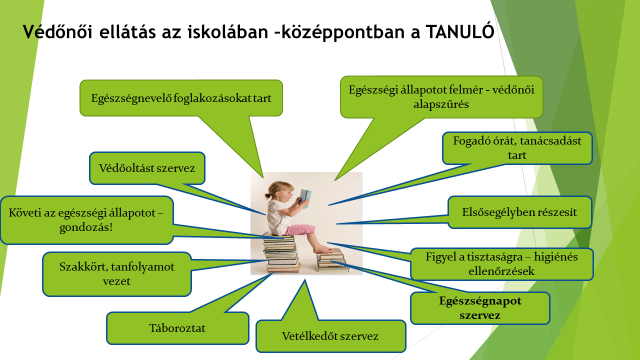 Védőnői ellátás az iskolában –középpontban a TANULÓ
Egészségnevelő foglakozásokat tart
Egészségi állapotot felmér - védőnői
alapszűrés
Fogadó órát, tanácsadást
tart
Védőoltást szervez
Követi az egészségi állapotot –
gondozás!
Elsősegélyben részesít
Szakkört, tanfolyamot
vezet
Figyel a tisztaságra – higiénés
ellenőrzések
Egészségnapot
szervez
Táboroztat
Vetélkedőt szervez